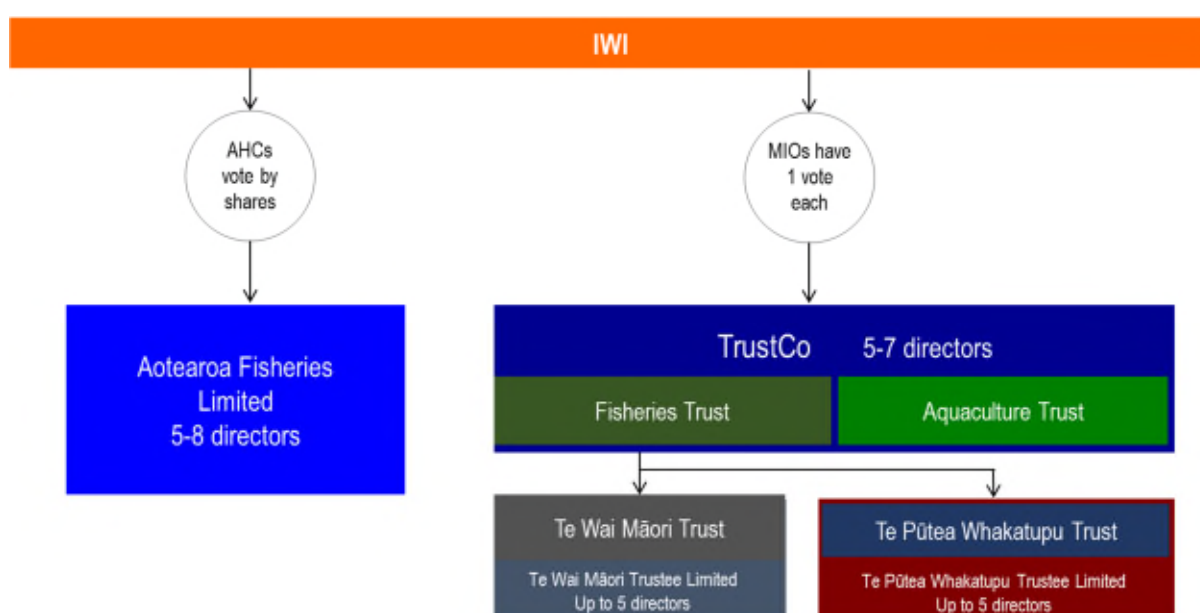 IWI
AHCs
vote by
shares
MIOs have
1 vote
each
Aotearoa Fisheries
Limited
5-8 directors
TrustCo 5-7 directors
Fisheries Trust
Aquaculture Trust
Te Wai Māori Trust
Te Wai Māori Trustee Limited
Up to 5 directors
Te Pūtea Whakatupu Trust
Te Pūtea Whakatupu Trustee Limited
Up to 5 directors